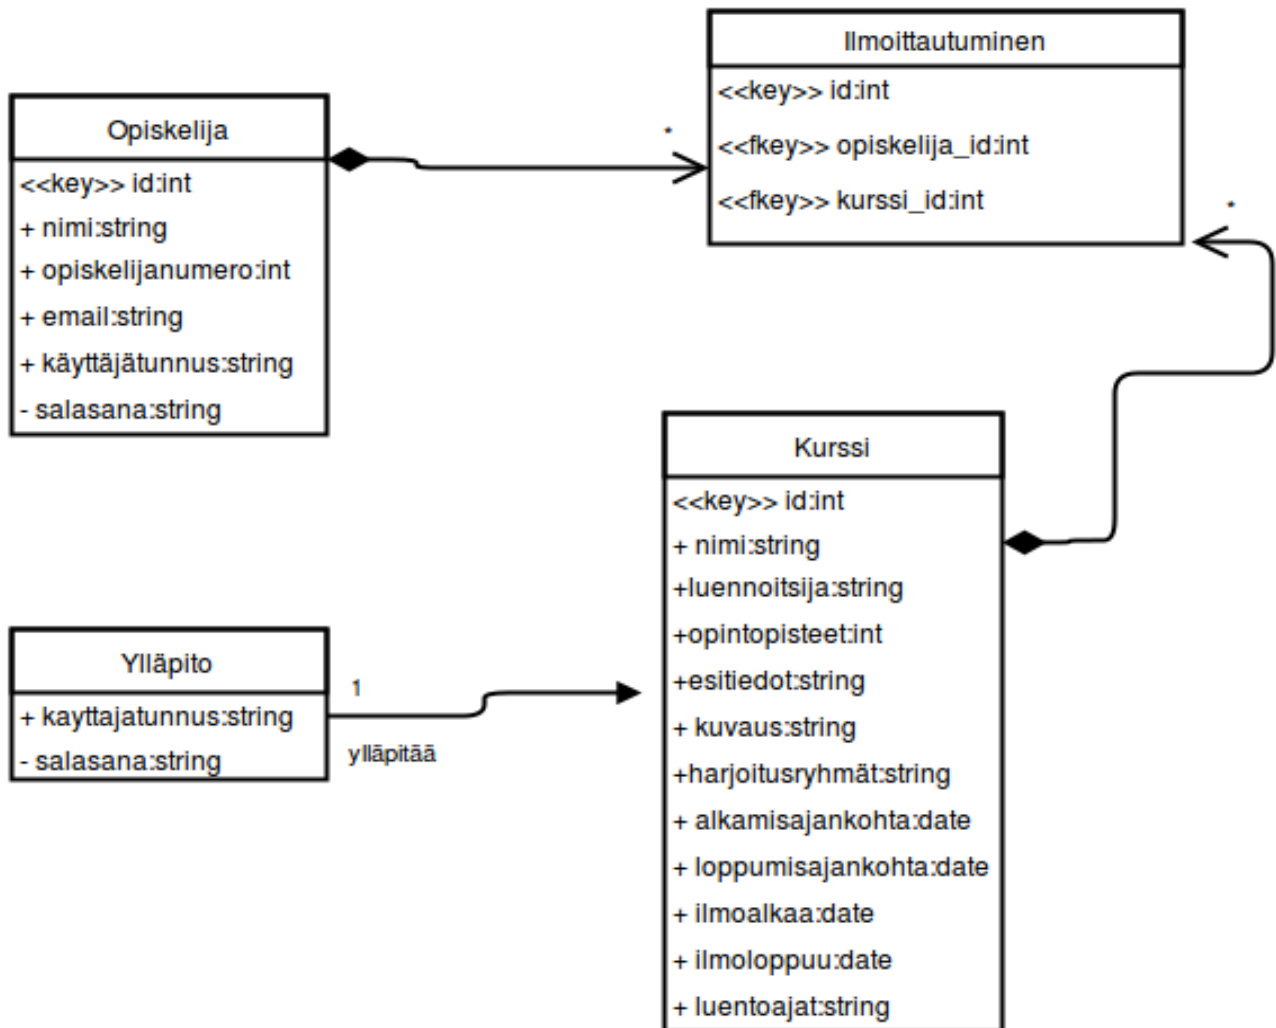 Ilmoittautuminen
<<key>> id:int
<<fkey>> opiskelija_id:int
<<fkey>> kurssi_id:int
*
*
Opiskelija
<<key>> id:int
+ nimi:string
+ opiskelijanumero:int
+ email:string
+ käyttäjätunnus:string
- salasana:string
Kurssi
<<key>> id:int
+ nimi:string
+luennoitsija:string
+opintopisteet:int
+esitiedot:string
+ kuvaus:string
+harjoitusryhmät:string
+ alkamisajankohta:date
+ loppumisajankohta:date
+ ilmoalkaa:date
+ ilmoloppuu:date
+ luentoajat:string
Ylläpito
+ kayttajatunnus:string
- salasana:string
1
ylläpitää